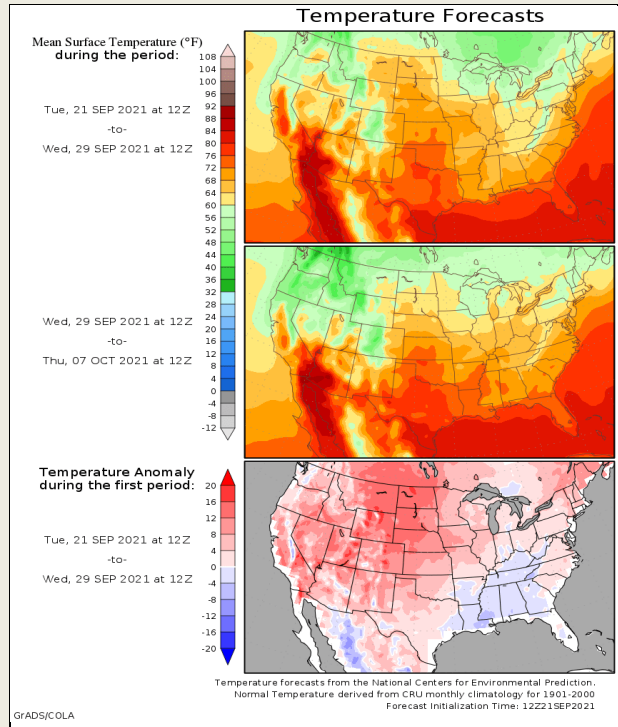 Temperature Forecasts
Mean Surface Temperature (°F)
during the period:
108
104
100
96
92
88
84
80
76
72
68
64
60
56
52
48
44
40
36
32
28
24
20
16
12
8
4
0
-4
-8
-12
Tue, 21 SEP 2021 at 12Z
-to-
Wed, 29 SEP 2021 at 12Z
Wed, 29 SEP 2021 at 12Z
-to-
Thu, 07 OCT 2021 at 12Z
Temperature Anomaly
during the first period:
20
16
12
8
4
0
-4
-8
-12
-16
-20
Tue, 21 SEP 2021 at 12Z
-to-
Wed, 29 SEP 2021 at 12Z
Temperature forecasts from the National Centers for Environmental Prediction.
Normal Temperature derived from CRU monthly climatology for 1901-2000
Forecast Initialization Time: 12Z21SEP2021
GrADS/COLA